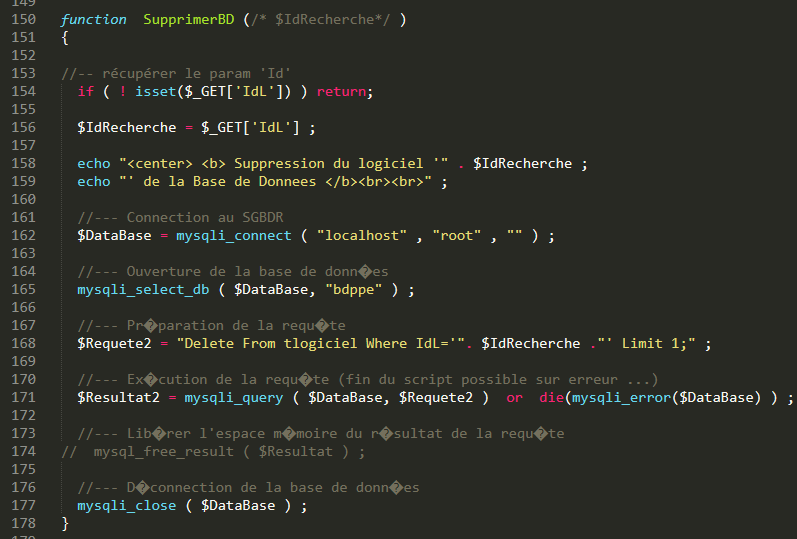 149
150 function SupprimerBD (/* $IdRecherche*/ )
151 {
152
153 //-- récupérer le param 'Id'
154 if ( ! isset($_GET['IdL']) ) return;
155
156 $IdRecherche = $_GET['IdL'] ;
157
158 echo "<center> <b> Suppression du logiciel '" . $IdRecherche ;
159 echo "' de la Base de Donnees </b><br><br>" ;
160
161 //--- Connection au SGBDR
162 $DataBase = mysqli_connect ( "localhost" , "root" , "" ) ;
163
164 //--- Ouverture de la base de donn�es
165 mysqli_select_db ( $DataBase, "bdppe" ) ;
166
167 //--- Pr�paration de la requ�te
168 $Requete2 = "Delete From tlogiciel Where IdL='". $IdRecherche ."' Limit 1;" ;
169
170 //--- Ex�cution de la requ�te (fin du script possible sur erreur ...)
171 $Resultat2 = mysqli_query ( $DataBase, $Requete2 ) or die(mysqli_error($DataBase) ) ;
172
173 //--- Lib�rer l'espace m�moire du r�sultat de la requ�te
174 // mysql_free_result ( $Resultat ) ;
175
176 //--- D�connection de la base de donn�es
177 mysqli_close ( $DataBase ) ;
178 }
179